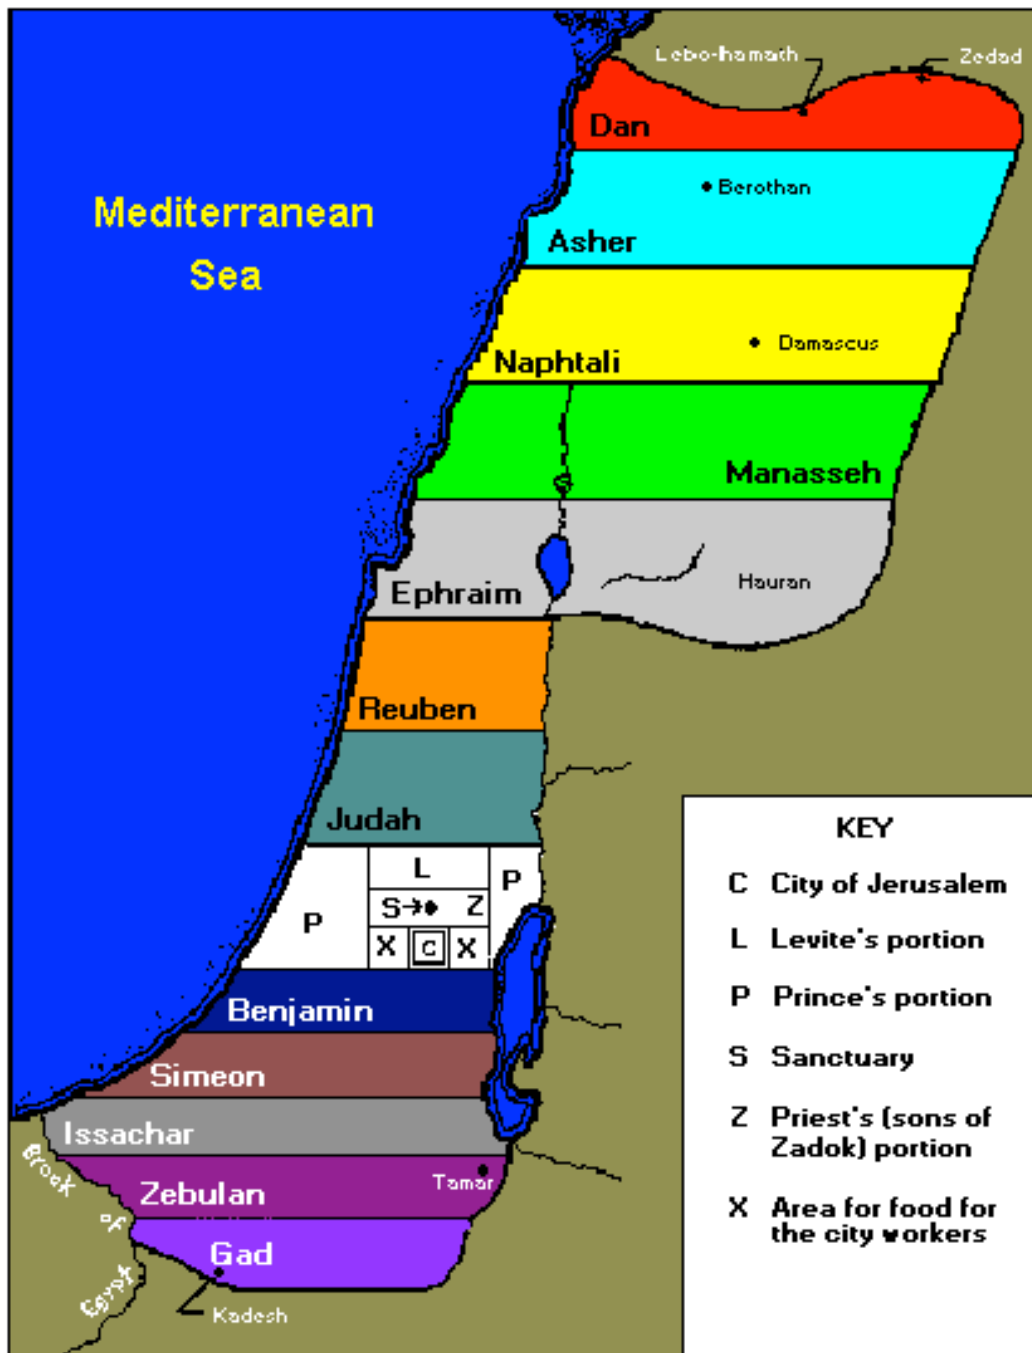 Lebo-hamath
Zedad
Dan
Berothan
Mediterranean
Sea
Asher
Damascus
Naphtali
Manasseh
Ephraim
Hauran
Reuben
Judah
L
P
P
S
Z
X
C
X
Benjamin
Simeon
Issachar
Brook
of
Egypt
Zebulan
Tamar
Gad
Kadesh
KEY
C City of Jerusalem
L Levite's portion
P Prince's portion
S Sanctuary
Z Priest's (sons of
Zadok) portion
X Area for food for
the city workers